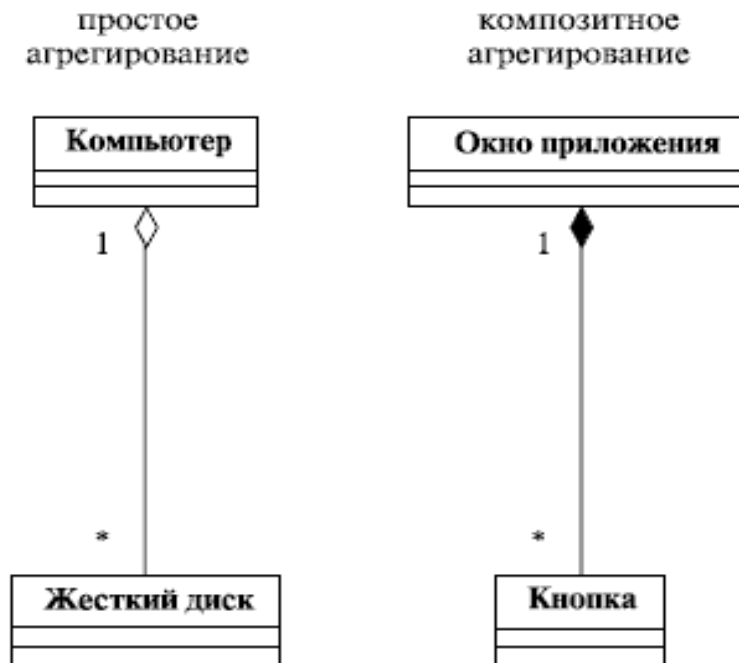 простое
агрегирование
композитное
агрегирование
Компьютер
Окно приложения
1
1
*
*
Жесткий диск
Кнопка